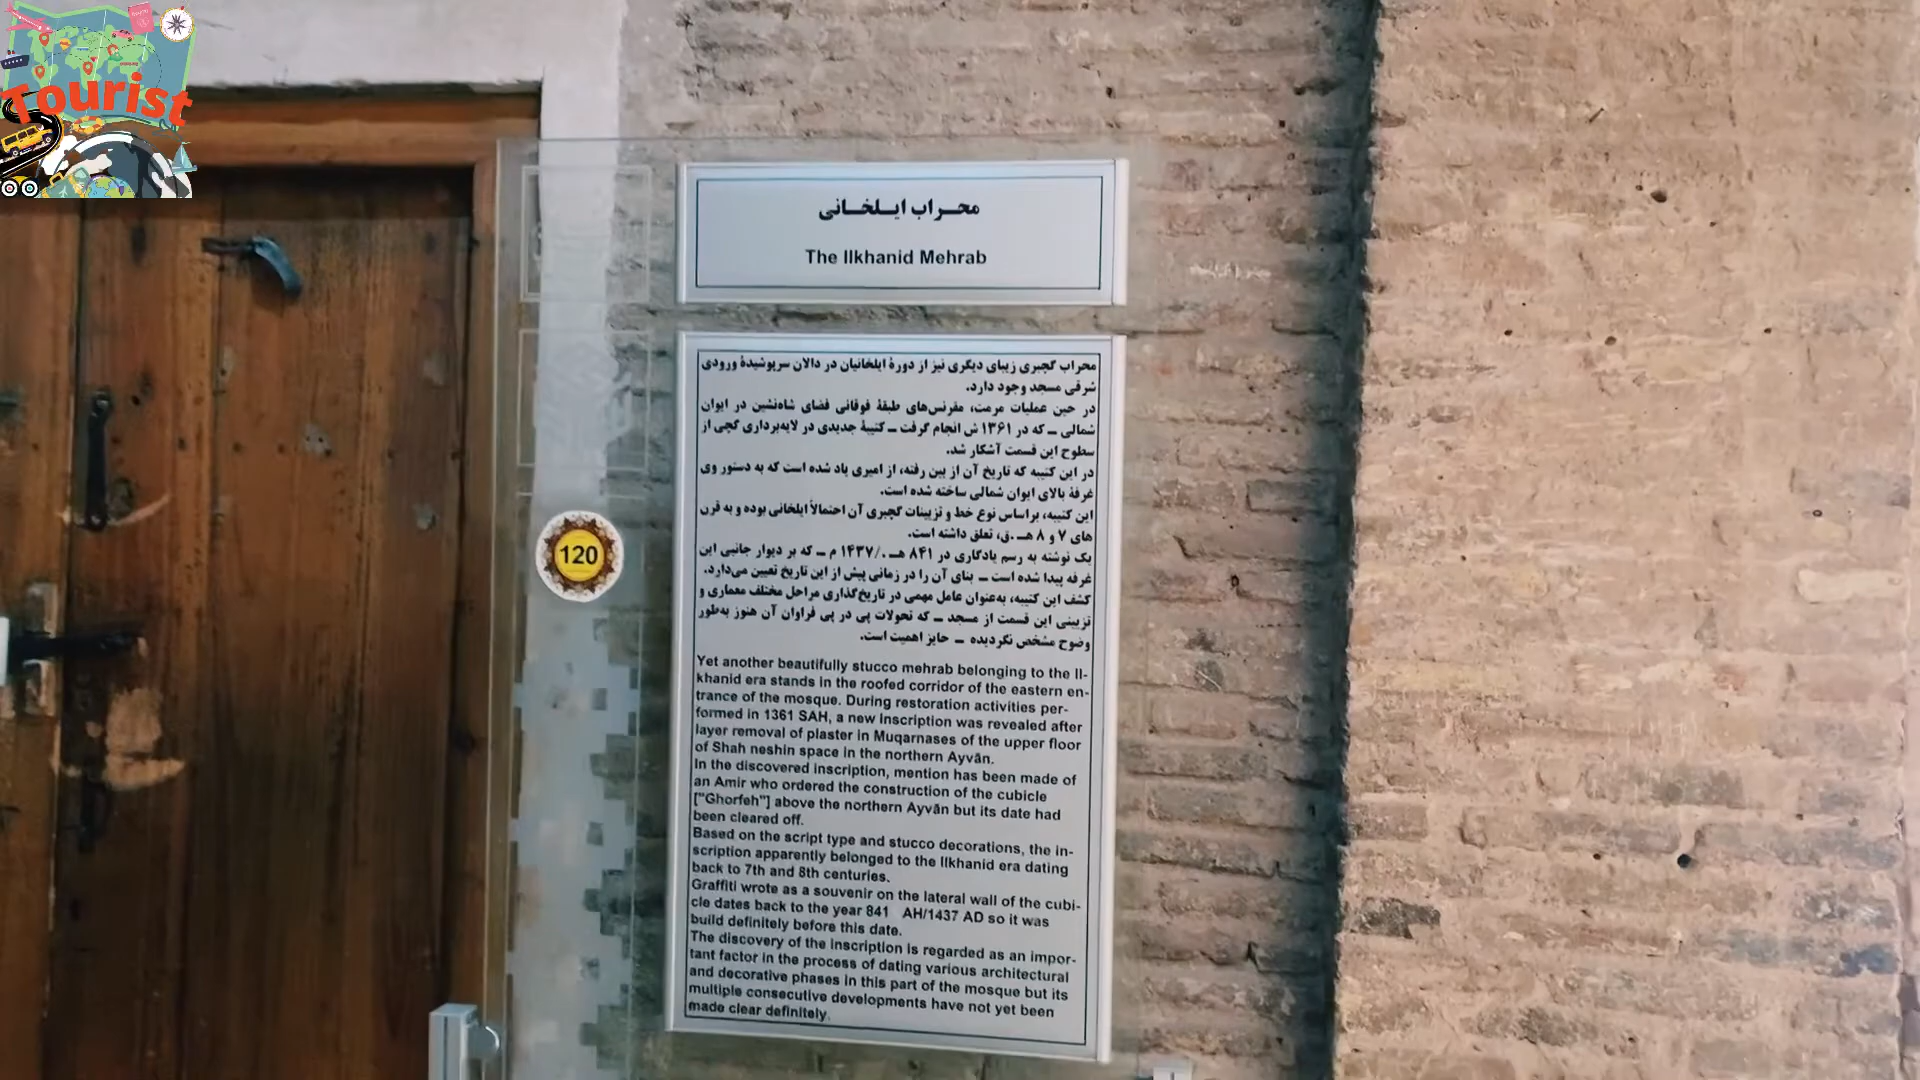 Tourist
محـراب ایـلخـانی
The Ilkhanid Mehrab
محراب گچبری زیبای دیگری نیز از دورهٔ ایلخانیان در دالان سرپوشیدهٔ ورودی
شرقی مسجد وجود دارد.
در حین عملیات مرمت، مقرنس‌های طبقهٔ فوقانی فضای شاه‌نشین در ایوان
شمالی ــ که در ۱۳۶۱ ش انجام گرفت ــ کتیبهٔ جدیدی در لایه‌برداری گچی از
سطوح این قسمت آشکار شد.
در این کتیبه که تاریخ آن از بین رفته، از امیری یاد شده است که به دستور وی
غرفهٔ بالای ایوان شمالی ساخته شده است.
این کتیبه، براساس نوع خط و تزیینات گچبری آن احتمالاً ایلخانی بوده و به قرن
های ۷ و ۸ هـ .ق، تعلق داشته است.
یک نوشته به رسم یادگاری در ۸۴۱ هـ ./۱۴۳۷ م ــ که بر دیوار جانبی این
غرفه پیدا شده است ــ بنای آن را در زمانی پیش از این تاریخ تعیین می‌دارد.
کشف این کتیبه، به‌عنوان عامل مهمی در تاریخ‌گذاری مراحل مختلف معماری و
تزیینی این قسمت از مسجد ــ که تحولات پی در پی فراوان آن هنوز به‌طور
وضوح مشخص نگردیده ــ حایز اهمیت است.
Yet another beautifully stucco mehrab belonging to the Il-
khanid era stands in the roofed corridor of the eastern en-
trance of the mosque. During restoration activities per-
formed in 1361 SAH, a new inscription was revealed after
layer removal of plaster in Muqarnases of the upper floor
of Shah neshin space in the northern Ayvān.
In the discovered inscription, mention has been made of
an Amir who ordered the construction of the cubicle
["Ghorfeh"] above the northern Ayvān but its date had
been cleared off.
Based on the script type and stucco decorations, the in-
scription apparently belonged to the Ilkhanid era dating
back to 7th and 8th centuries.
Graffiti wrote as a souvenir on the lateral wall of the cubi-
cle dates back to the year 841 AH/1437 AD so it was
build definitely before this date.
The discovery of the inscription is regarded as an impor-
tant factor in the process of dating various architectural
and decorative phases in this part of the mosque but its
multiple consecutive developments have not yet been
made clear definitely.
120